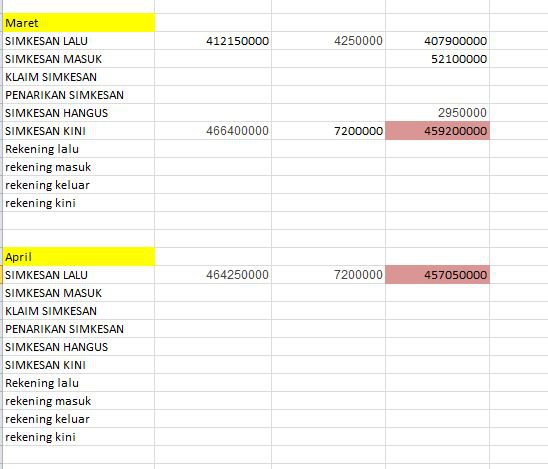 Maret
SIMKESAN LALU 412150000 4250000 407900000
SIMKESAN MASUK 52100000
KLAIM SIMKESAN
PENARIKAN SIMKESAN
SIMKESAN HANGUS 2950000
SIMKESAN KINI 466400000 7200000 459200000
Rekening lalu
rekening masuk
rekening keluar
rekening kini
April
SIMKESAN LALU 464250000 7200000 457050000
SIMKESAN MASUK
KLAIM SIMKESAN
PENARIKAN SIMKESAN
SIMKESAN HANGUS
SIMKESAN KINI
Rekening lalu
rekening masuk
rekening keluar
rekening kini